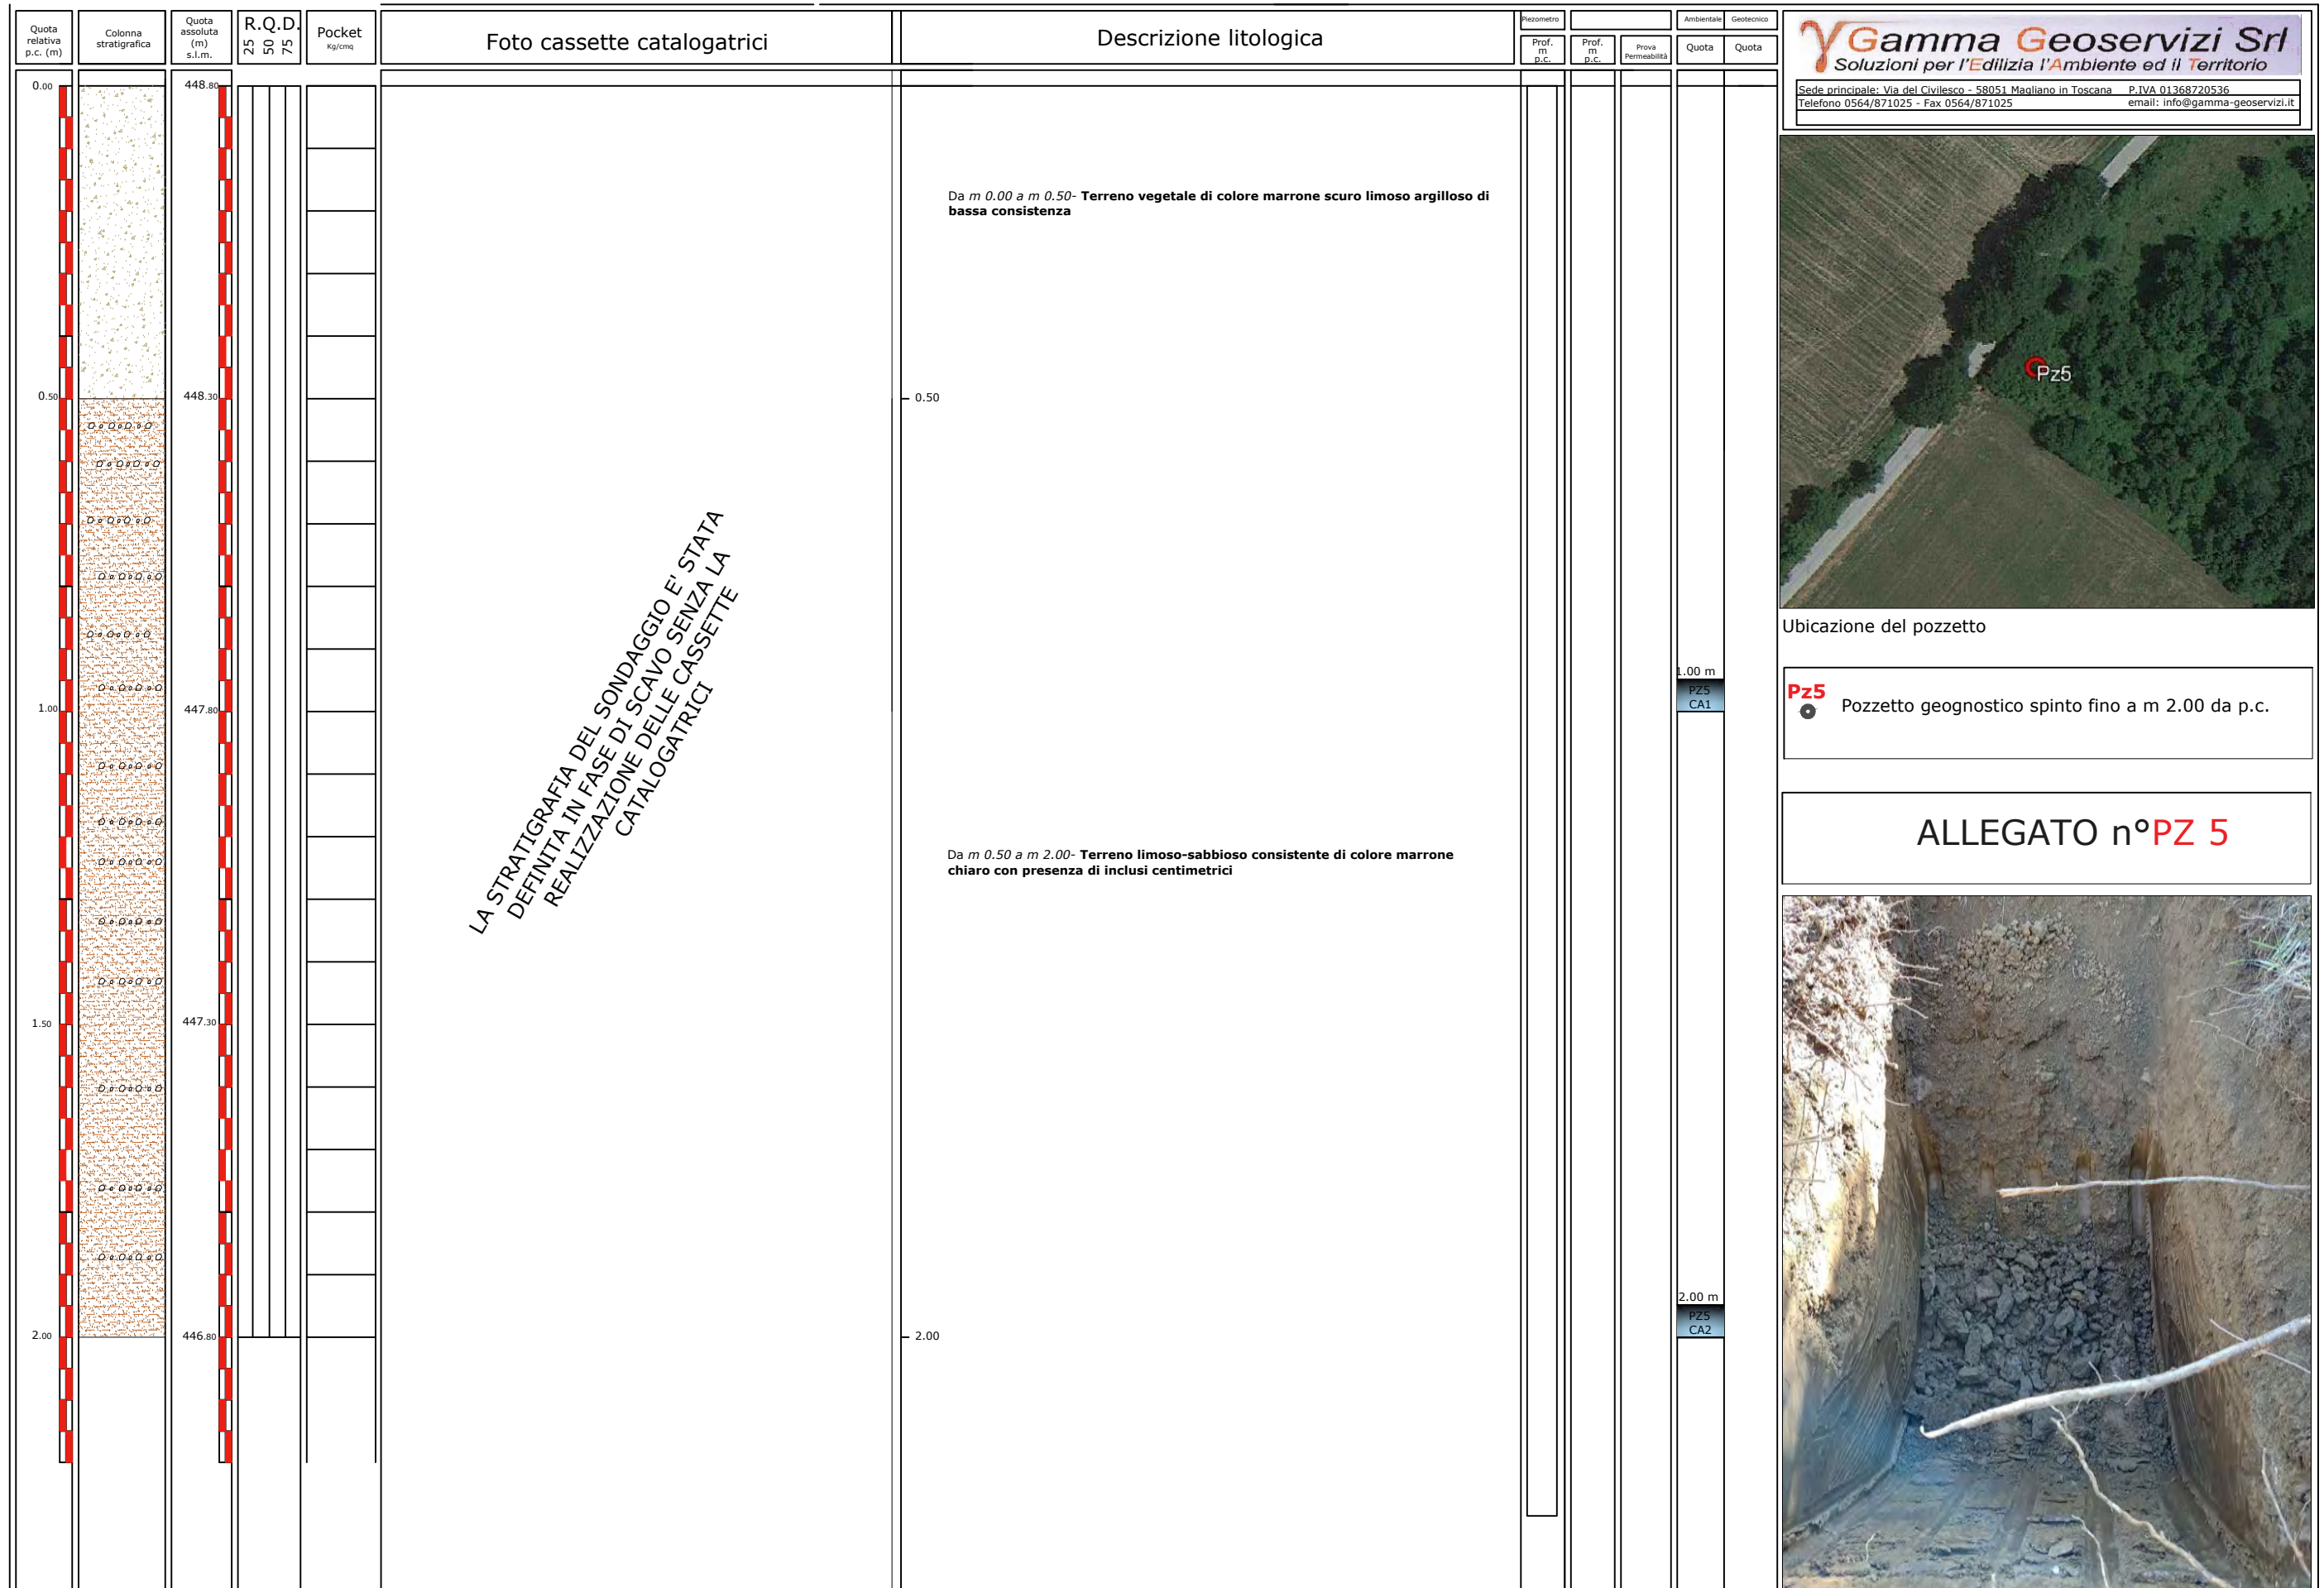 Quota
relativa
p.c. (m)
Colonna
stratigrafica
Quota
assoluta
(m)
s.l.m.
R.Q.D.
25
50
75
Pocket
Kg/cmq
Foto cassette catalogatrici
Descrizione litologica
Piezometro
Prof.
m
p.c.
Prof.
m
p.c.
Prova
Permeabilità
Ambientale
Geotecnico
Quota
Quota
γ Gamma Geoservizi Srl
Soluzioni per l'Edilizia l'Ambiente ed il Territorio
Sede principale: Via del Civilesco - 58051 Magliano in Toscana P.IVA 01368720536
Telefono 0564/871025 - Fax 0564/871025 email: info@gamma-geoservizi.it
0.00
448.80
Da m 0.00 a m 0.50- Terreno vegetale di colore marrone scuro limoso argilloso di
bassa consistenza
Pz5
0.50
448.30
0.50
LA STRATIGRAFIA DEL SONDAGGIO E' STATA
DEFINITA IN FASE DI SCAVO SENZA LA
REALIZZAZIONE DELLE CASSETTE
CATALOGATRICI
Ubicazione del pozzetto
1.00 m
PZ5
CA1
Pz5
Pozzetto geognostico spinto fino a m 2.00 da p.c.
1.00
447.80
ALLEGATO n°PZ 5
Da m 0.50 a m 2.00- Terreno limoso-sabbioso consistente di colore marrone
chiaro con presenza di inclusi centimetrici
1.50
447.30
2.00 m
PZ5
CA2
2.00
446.80
2.00